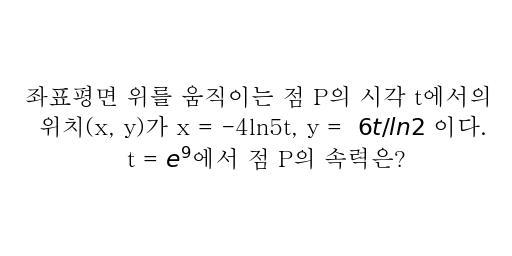 좌표평면 위를 움직이는 점 P의 시각 t에서의
위치(x, y)가 x = -4ln5t, y = 6t/ln2 이다.
t = e⁹에서 점 P의 속력은?